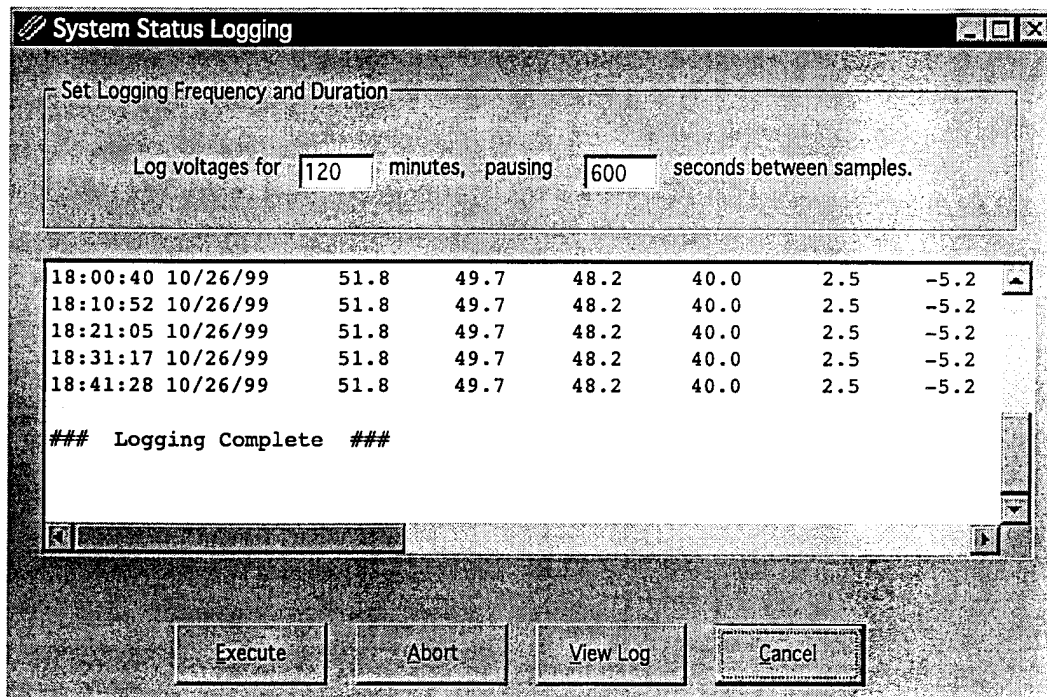 System Status Logging
Set Logging Frequency and Duration
Log voltages for 120 minutes, pausing 600 seconds between samples.
18:00:40 10/26/99 51.8 49.7 48.2 40.0 2.5 -5.2
18:10:52 10/26/99 51.8 49.7 48.2 40.0 2.5 -5.2
18:21:05 10/26/99 51.8 49.7 48.2 40.0 2.5 -5.2
18:31:17 10/26/99 51.8 49.7 48.2 40.0 2.5 -5.2
18:41:28 10/26/99 51.8 49.7 48.2 40.0 2.5 -5.2
### Logging Complete ###
Execute Abort View Log Cancel